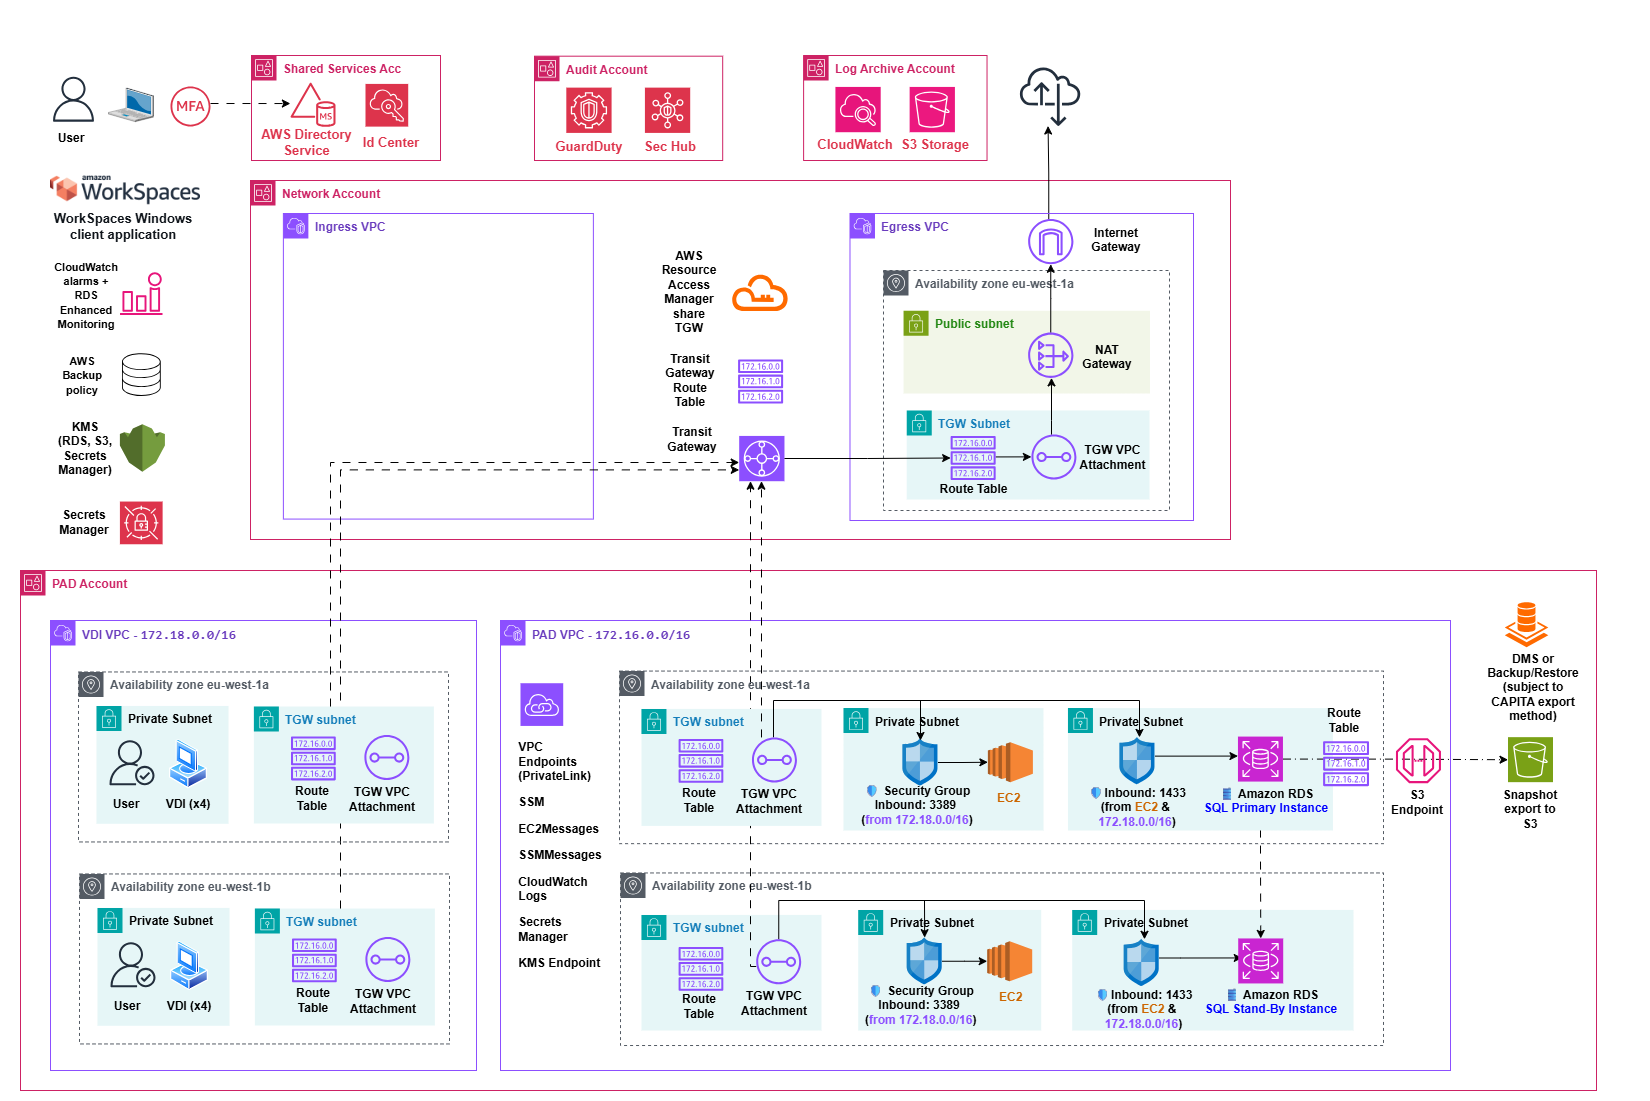 User
MFA
Shared Services Acc
MS
AWS Directory
Service
Id Center
Audit Account
GuardDuty
Sec Hub
Log Archive Account
CloudWatch
S3 Storage
amazon
WorkSpaces
WorkSpaces Windows
client application
CloudWatch
alarms +
RDS
Enhanced
Monitoring
AWS
Backup
policy
KMS
(RDS, S3,
Secrets
Manager)
Secrets
Manager
Network Account
Ingress VPC
AWS
Resource
Access
Manager
share
TGW
Transit
Gateway
Route
Table
172.16.0.0
172.16.1.0
172.16.2.0
Transit
Gateway
Egress VPC
Internet
Gateway
Availability zone eu-west-1a
Public subnet
NAT
Gateway
TGW Subnet
172.16.0.0
172.16.1.0
172.16.2.0
Route Table
TGW VPC
Attachment
PAD Account
VDI VPC - 172.18.0.0/16
Availability zone eu-west-1a
Private Subnet
User
VDI (x4)
TGW subnet
172.16.0.0
172.16.1.0
172.16.2.0
Route
Table
TGW VPC
Attachment
Availability zone eu-west-1b
Private Subnet
User
VDI (x4)
TGW subnet
172.16.0.0
172.16.1.0
172.16.2.0
Route
Table
TGW VPC
Attachment
PAD VPC - 172.16.0.0/16
VPC
Endpoints
(PrivateLink)
SSM
EC2Messages
SSMMessages
CloudWatch
Logs
Secrets
Manager
KMS Endpoint
Availability zone eu-west-1a
TGW subnet
172.16.0.0
172.16.1.0
172.16.2.0
Route
Table
TGW VPC
Attachment
Private Subnet
Security Group
Inbound: 3389
(from 172.18.0.0/16)
EC2
Private Subnet
Inbound: 1433
(from EC2 &
172.18.0.0/16)
Amazon RDS
SQL Primary Instance
Route
Table
172.16.0.0
172.16.1.0
172.16.2.0
S3
Endpoint
DMS or
Backup/Restore
(subject to
CAPITA export
method)
Snapshot
export to
S3
Availability zone eu-west-1b
TGW subnet
172.16.0.0
172.16.1.0
172.16.2.0
Route
Table
TGW VPC
Attachment
Private Subnet
Security Group
Inbound: 3389
(from 172.18.0.0/16)
EC2
Private Subnet
Inbound: 1433
(from EC2 &
172.18.0.0/16)
Amazon RDS
SQL Stand-By Instance